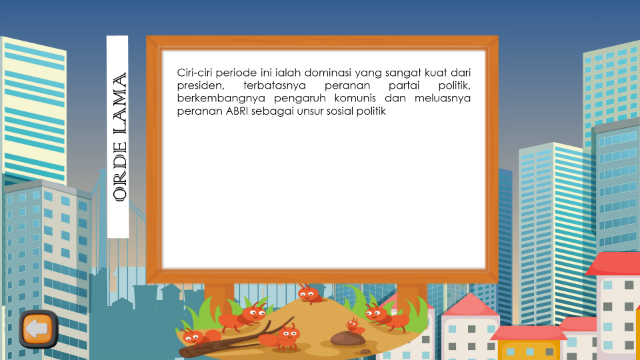 ORDE LAMA
Ciri-ciri periode ini ialah dominasi yang sangat kuat dari
presiden, terbatasnya peranan partai politik,
berkembangnya pengaruh komunis dan meluasnya
peranan ABRI sebagai unsur sosial politik